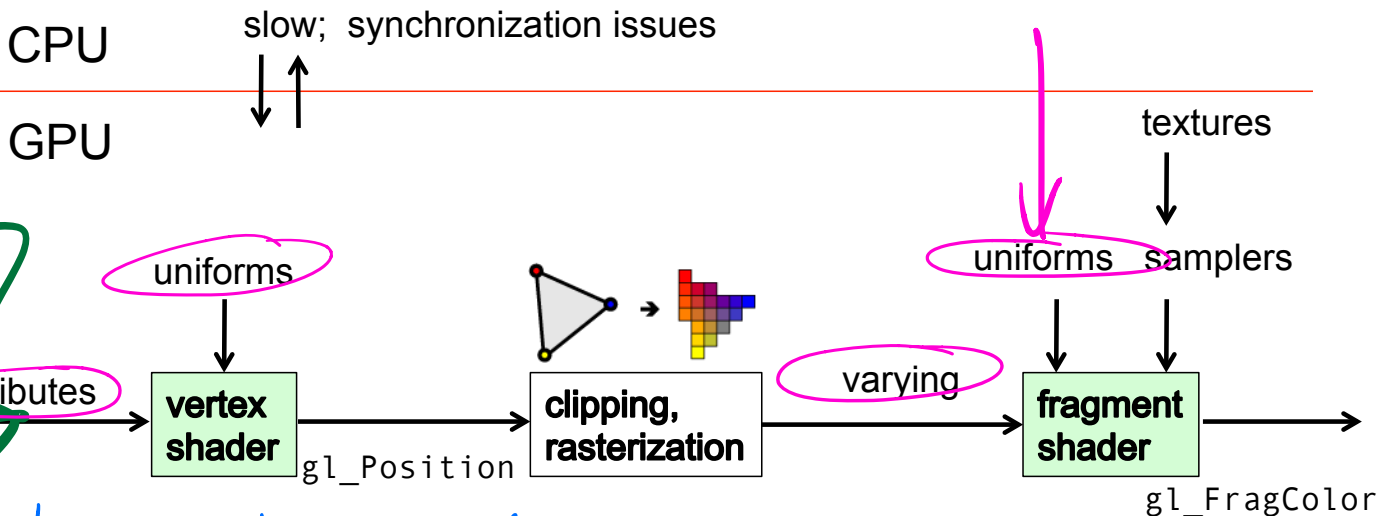 CPU
slow;  synchronization issues
GPU
textures
uniforms
uniforms
samplers
ibutes
vertex
shader
gl_Position
clipping,
rasterization
varying
fragment
shader
gl_FragColor